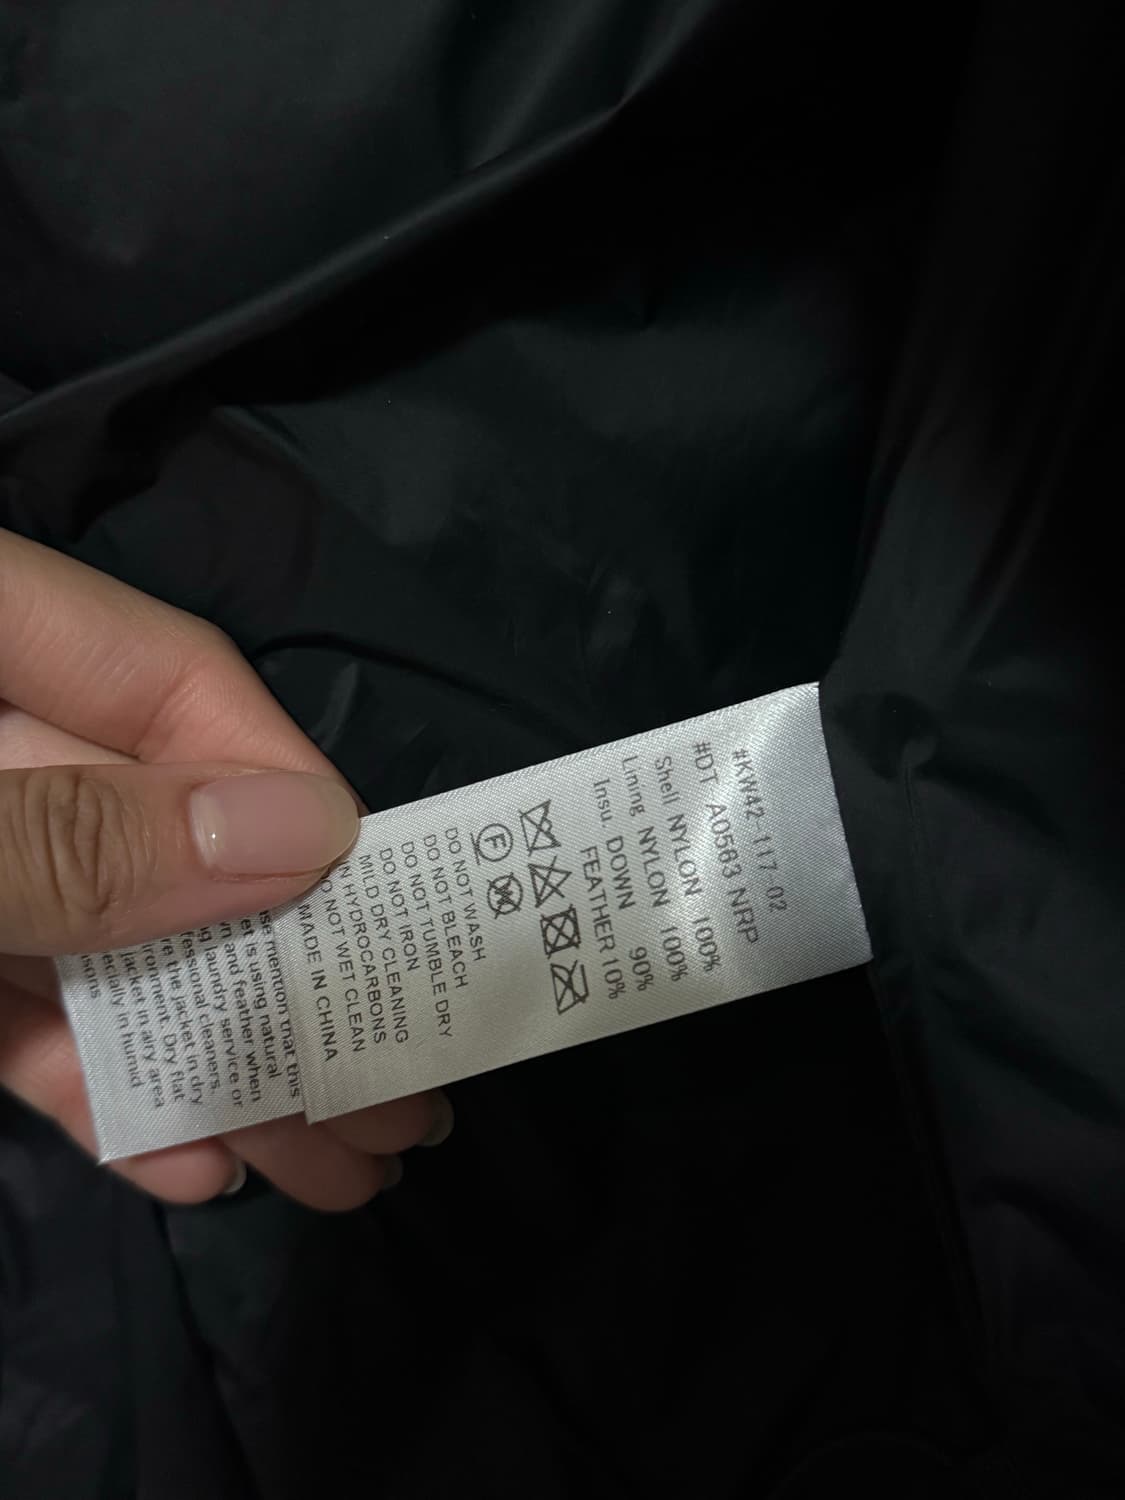 #KW42-117 02
#DT A0563 NRP
Shell NYLON 100%
Lining NYLON 100%
Insu. DOWN 90%
FEATHER 10%
F W
DO NOT WASH
DO NOT BLEACH
DO NOT TUMBLE DRY
DO NOT IRON
MILD DRY CLEANING
IN HYDROCARBONS
DO NOT WET CLEAN
MADE IN CHINA
mention that this
is using natural
and feather when
laundry service or
cleaners.
the jacket in dry
Dry flat
jacket in airy area
in humid